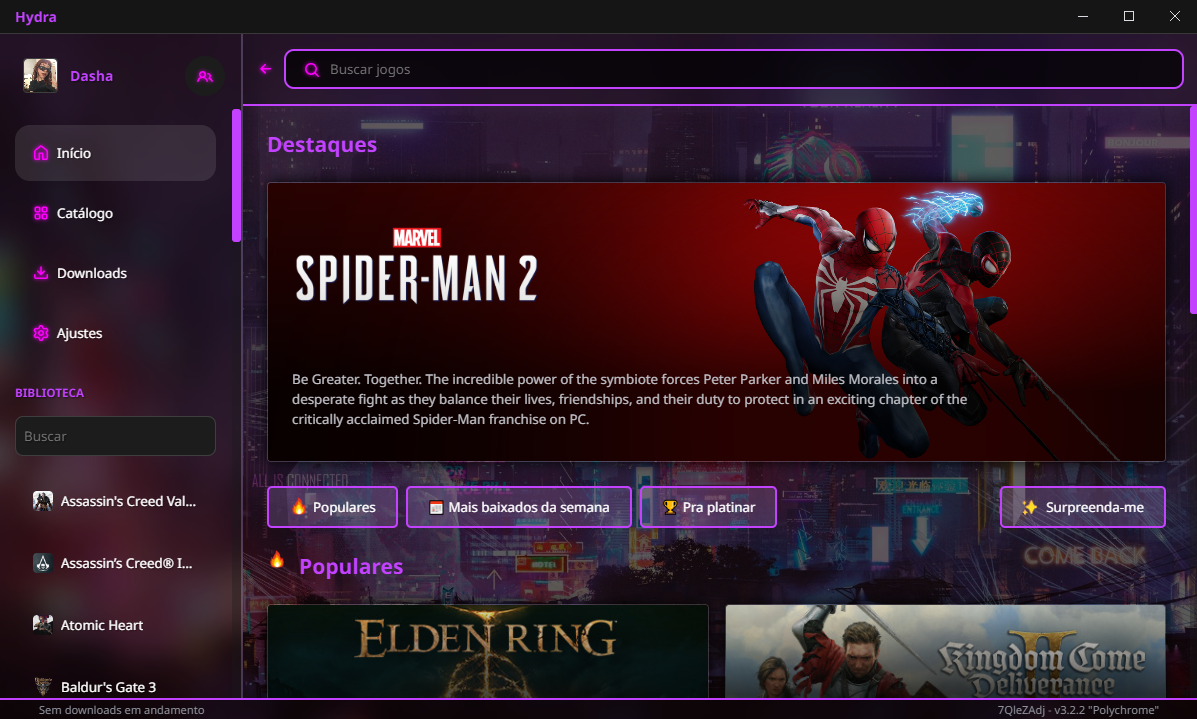 Hydra
Dasha
Buscar jogos
Início
Catálogo
Downloads
Ajustes
BIBLIOTECA
Buscar
Assassin's Creed Val...
Assassin’s Creed® I...
Atomic Heart
Baldur's Gate 3
Destaques
MARVEL
SPIDER-MAN 2
Be Greater. Together. The incredible power of the symbiote forces Peter Parker and Miles Morales into a
desperate fight as they balance their lives, friendships, and their duty to protect in an exciting chapter of the
critically acclaimed Spider-Man franchise on PC.
ALL IS CONNECTED
🔥 Populares
Mais baixados da semana
🏆 Pra platinar
✨ Surpreenda-me
ENTRANCE
COME BACK
HOTEL
🔥 Populares
ELDEN RING
Kingdom Come
II
Deliverance
Sem downloads em andamento
7QleZAdj - v3.2.2 "Polychrome"